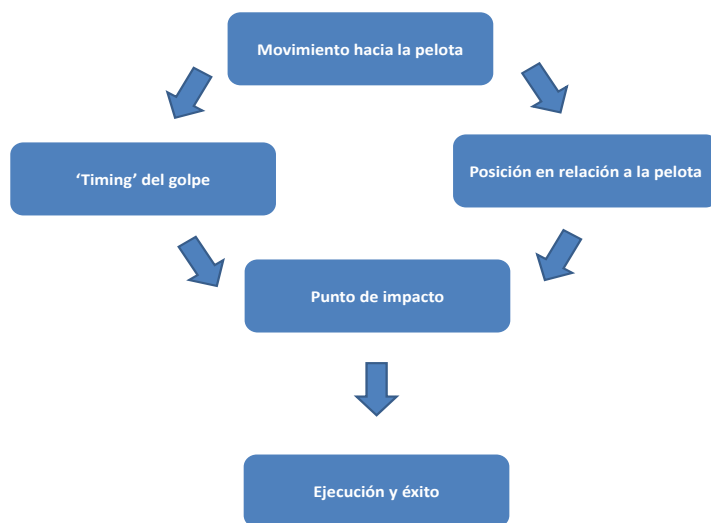 Movimiento hacia la pelota
‘Timing’ del golpe
Posición en relación a la pelota
Punto de impacto
Ejecución y éxito